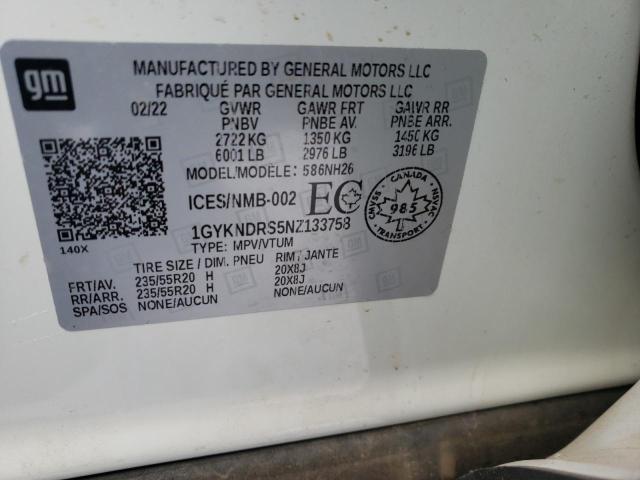 gm
MANUFACTURED BY GENERAL MOTORS LLC
FABRIQUÉ PAR GENERAL MOTORS LLC
02/22 GVWR GAWR FRT GAWR RR
PNBV PNBE AV. PNBE ARR.
2722 KG 1350 KG 1450 KG
6001 LB 2976 LB 3196 LB
MODEL/MODÈLE: 586NH26
ICES/NMB-002 EC
CANADA
985
CMVSS
NSVAC
1GYKNDRS5NZ133758
140X
TYPE: MPV/VTUM
TIRE SIZE / DIM. PNEU RIM / JANTE
FRT/AV. 235/55R20 H 20X8J
RR/ARR. 235/55R20 H 20X8J
SPA/SOS NONE/AUCUN NONE/AUCUN